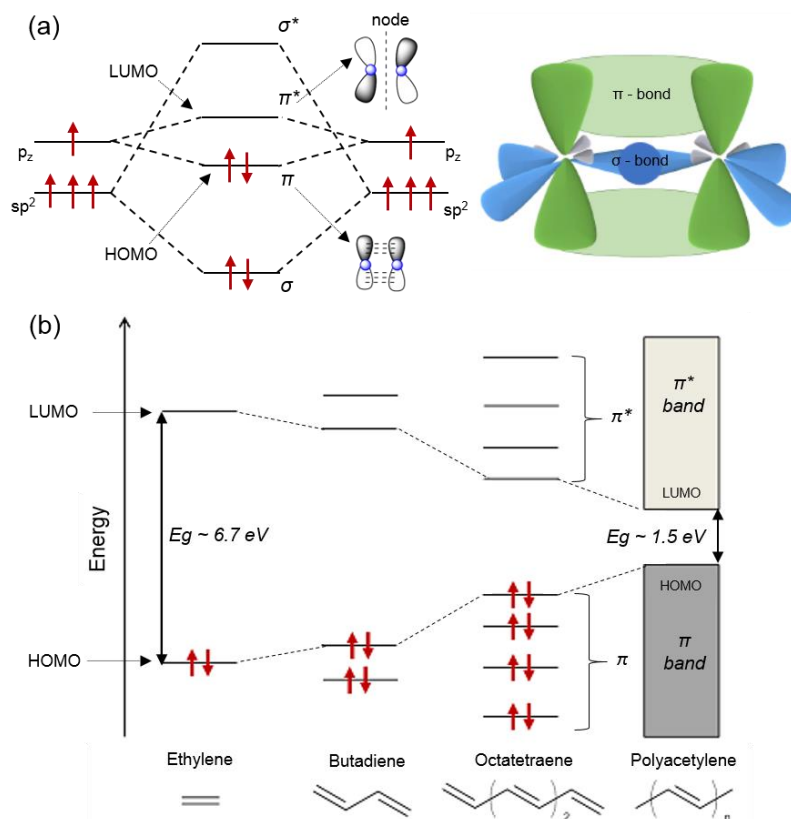 (a)
σ*
node
LUMO
π*
p_z
p_z
sp²
sp²
π
HOMO
σ
π - bond
σ - bond
(b)
Energy
LUMO
HOMO
Eg ~ 6.7 eV
π*
π
π*
band
LUMO
Eg ~ 1.5 eV
HOMO
π
band
Ethylene
Butadiene
Octatetraene
Polyacetylene
2
n